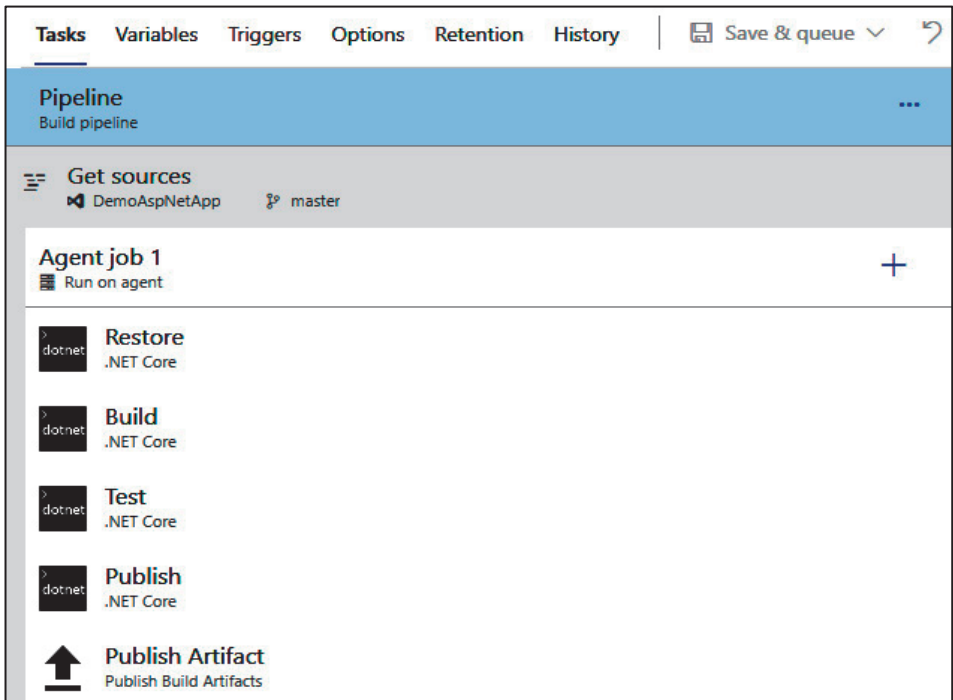 Tasks Variables Triggers Options Retention History Save & queue
Pipeline
Build pipeline
Get sources
DemoAspNetApp master
Agent job 1
Run on agent
>
dotnet
Restore
.NET Core
>
dotnet
Build
.NET Core
>
dotnet
Test
.NET Core
>
dotnet
Publish
.NET Core
Publish Artifact
Publish Build Artifacts